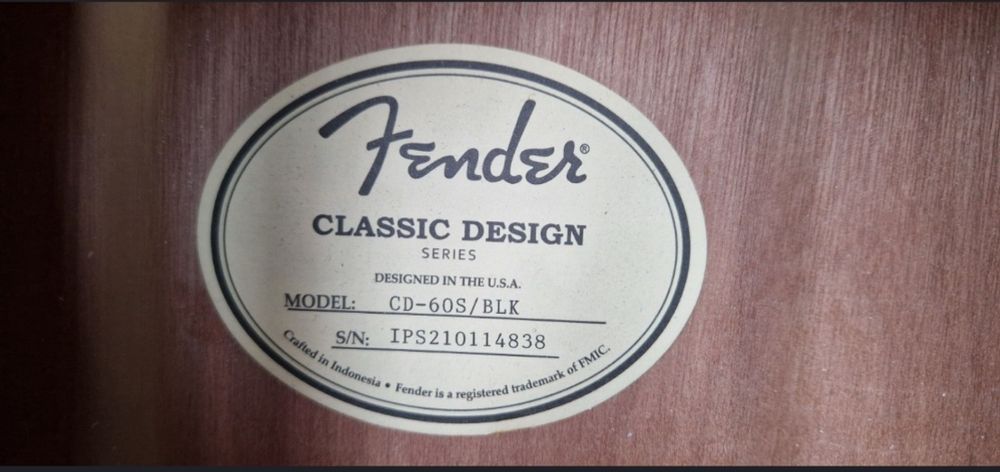 Fender®
CLASSIC DESIGN
SERIES
DESIGNED IN THE U.S.A.
MODEL: CD-60S/BLK
S/N: IPS210114838
Crafted in Indonesia • Fender is a registered trademark of FMIC.